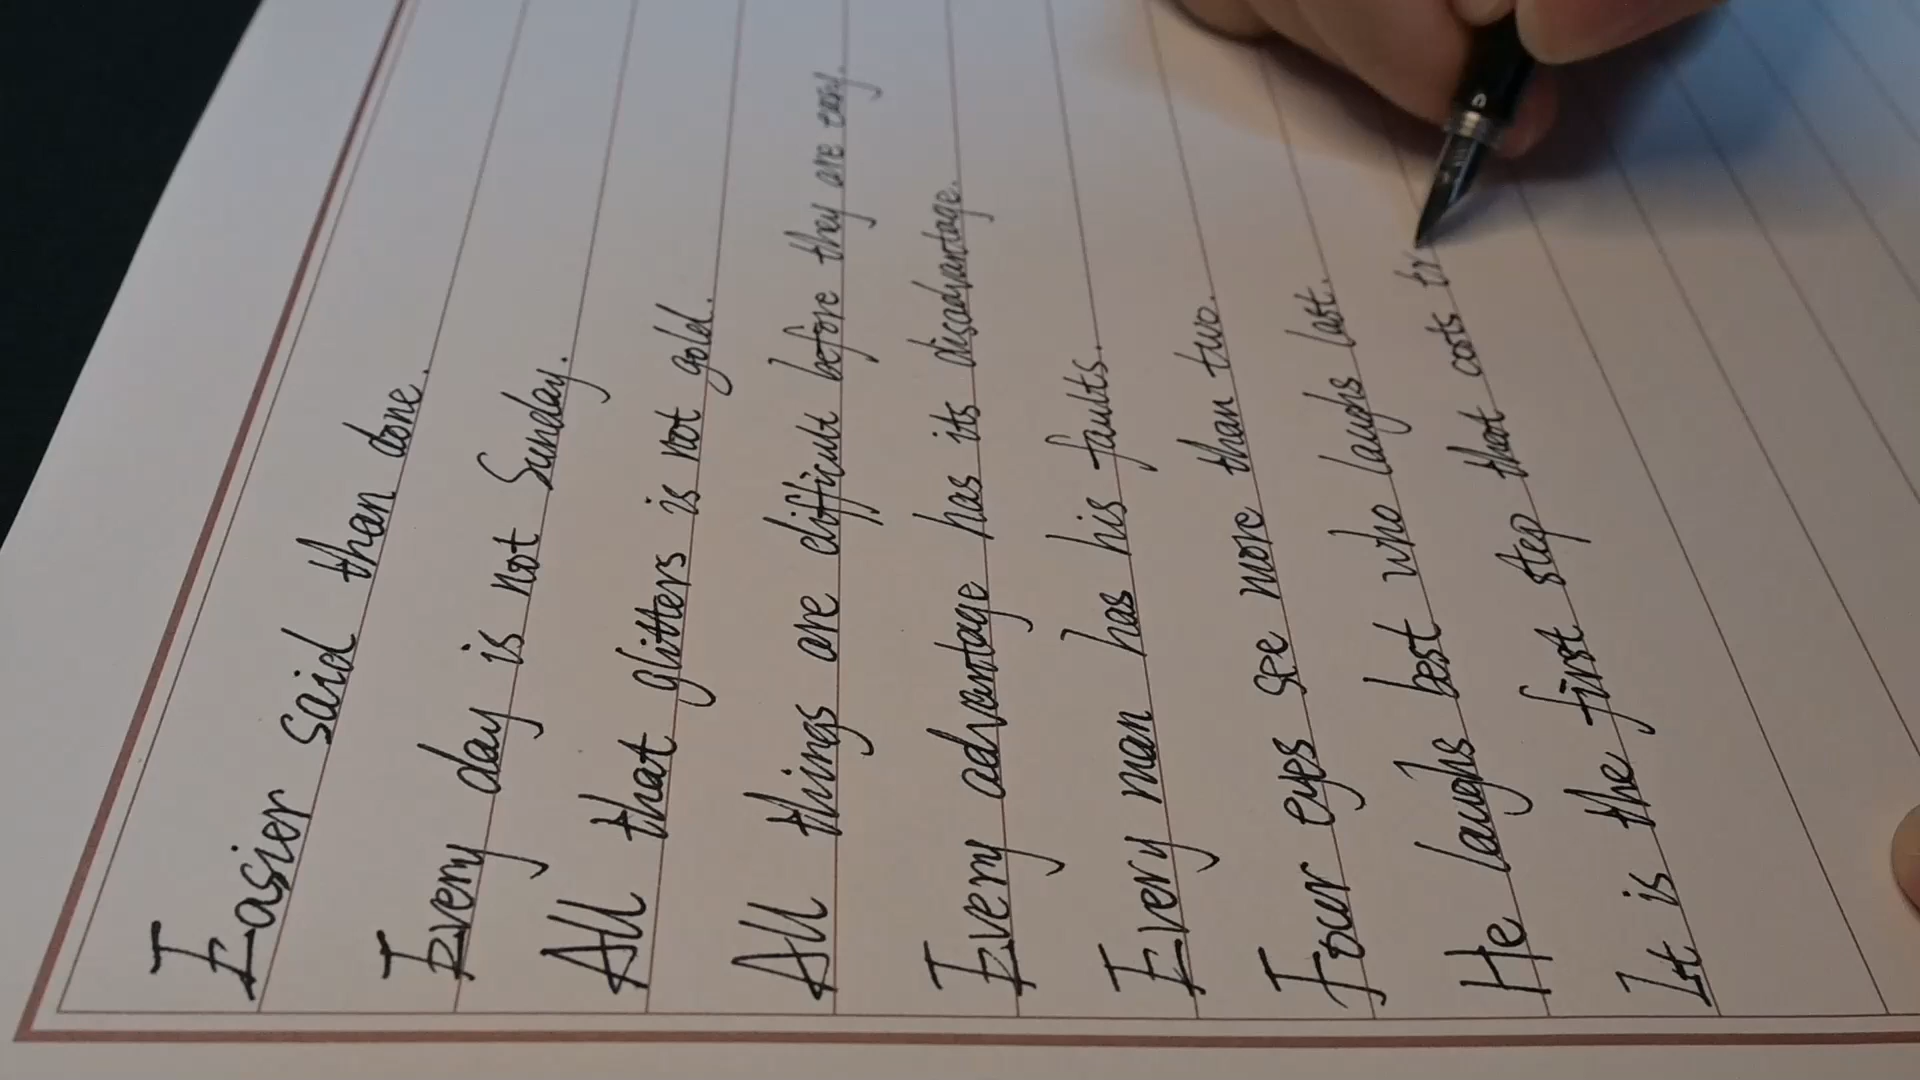 Easier said than done.
Every day is not Sunday.
All that glitters is not gold.
All things are difficult before they are easy.
Every advantage has its disadvantage.
Every man has his faults.
Four eyes see more than two.
He laughs best who laughs last.
It is the first step that costs tr